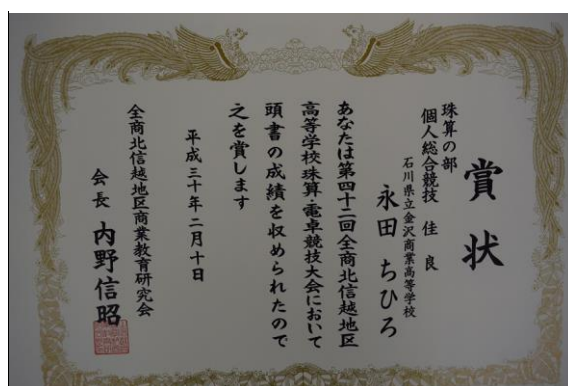 賞状
珠算の部
個人総合競技 佳良
石川県立金沢商業高等学校
永田 ちひろ
あなたは第四十二回全商北信越地区
高等学校珠算・電卓競技大会において
頭書の成績を収められたので
之を賞します
平成三十年二月十日
全商北信越地区商業教育研究会
会長 内野信昭